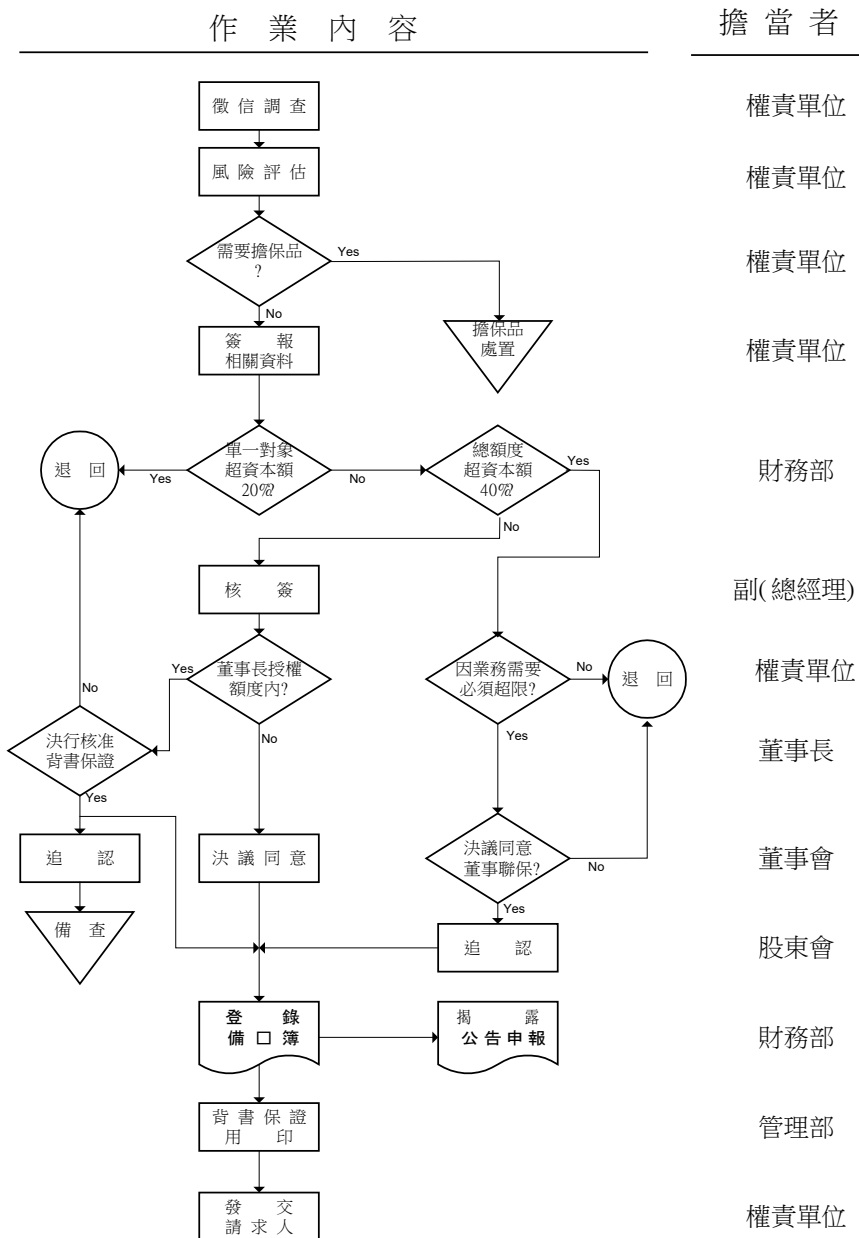 作業內容
擔當者
徵信調查
權責單位
風險評估
權責單位
需要擔保品
?
Yes
No
權責單位
簽報
相關資料
擔保品
處置
權責單位
退回
Yes
單一對象
超資本額
20%?
No
總額度
超資本額
40%?
Yes
No
財務部
核簽
副(總經理)
Yes
董事長授權
額度內?
No
因業務需要
必須超限?
No
Yes
退回
權責單位
No
決行核准
背書保證
Yes
董事長
追認
決議同意
決議同意
董事聯保?
No
Yes
董事會
備查
追認
股東會
登錄
備口簿
揭露
公告申報
財務部
背書保證
用印
管理部
發交
請求人
權責單位